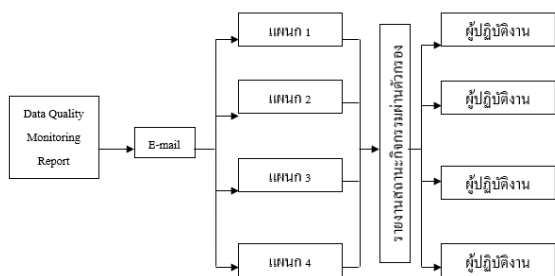 Data Quality
Monitoring
Report
E-mail
แผนก 1
แผนก 2
แผนก 3
แผนก 4
รายงานสถานะกิจกรรมผ่านตัวกรอง
ผู้ปฏิบัติงาน
ผู้ปฏิบัติงาน
ผู้ปฏิบัติงาน
ผู้ปฏิบัติงาน